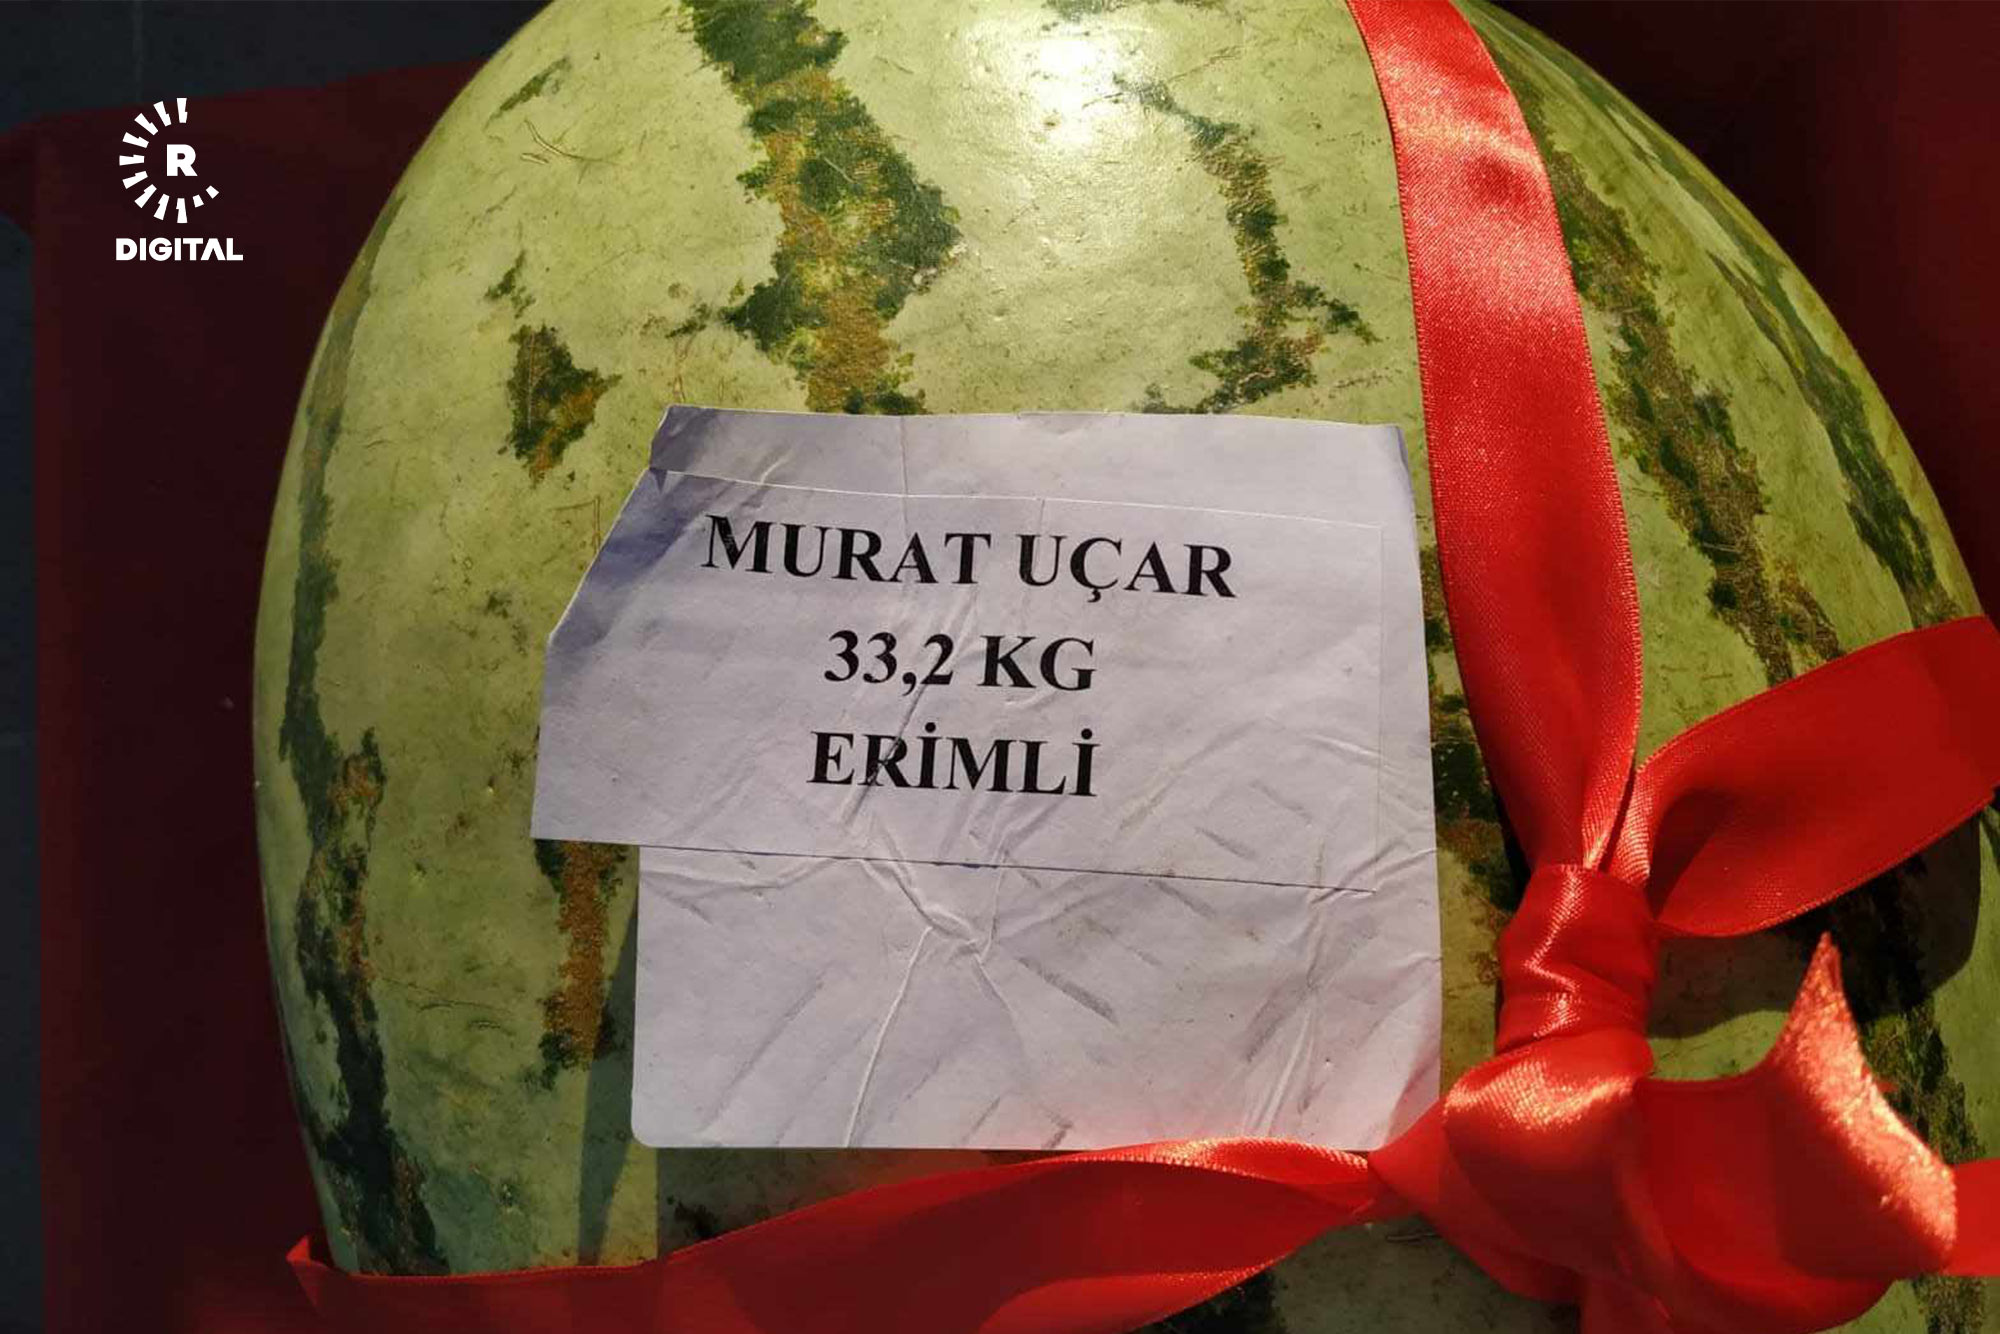 R
DIGITAL
MURAT UÇAR
33,2 KG
ERİMLİ